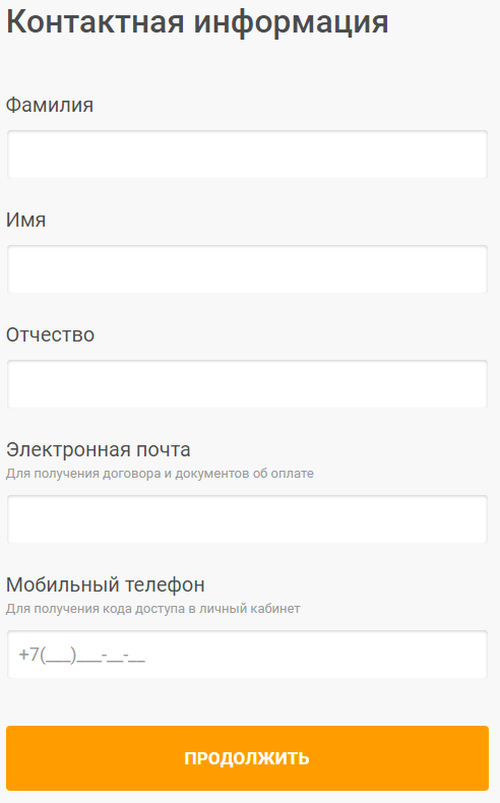 Контактная информация
Фамилия
Имя
Отчество
Электронная почта
Для получения договора и документов об оплате
Мобильный телефон
Для получения кода доступа в личный кабинет
+7(___)___-__-__
ПРОДОЛЖИТЬ